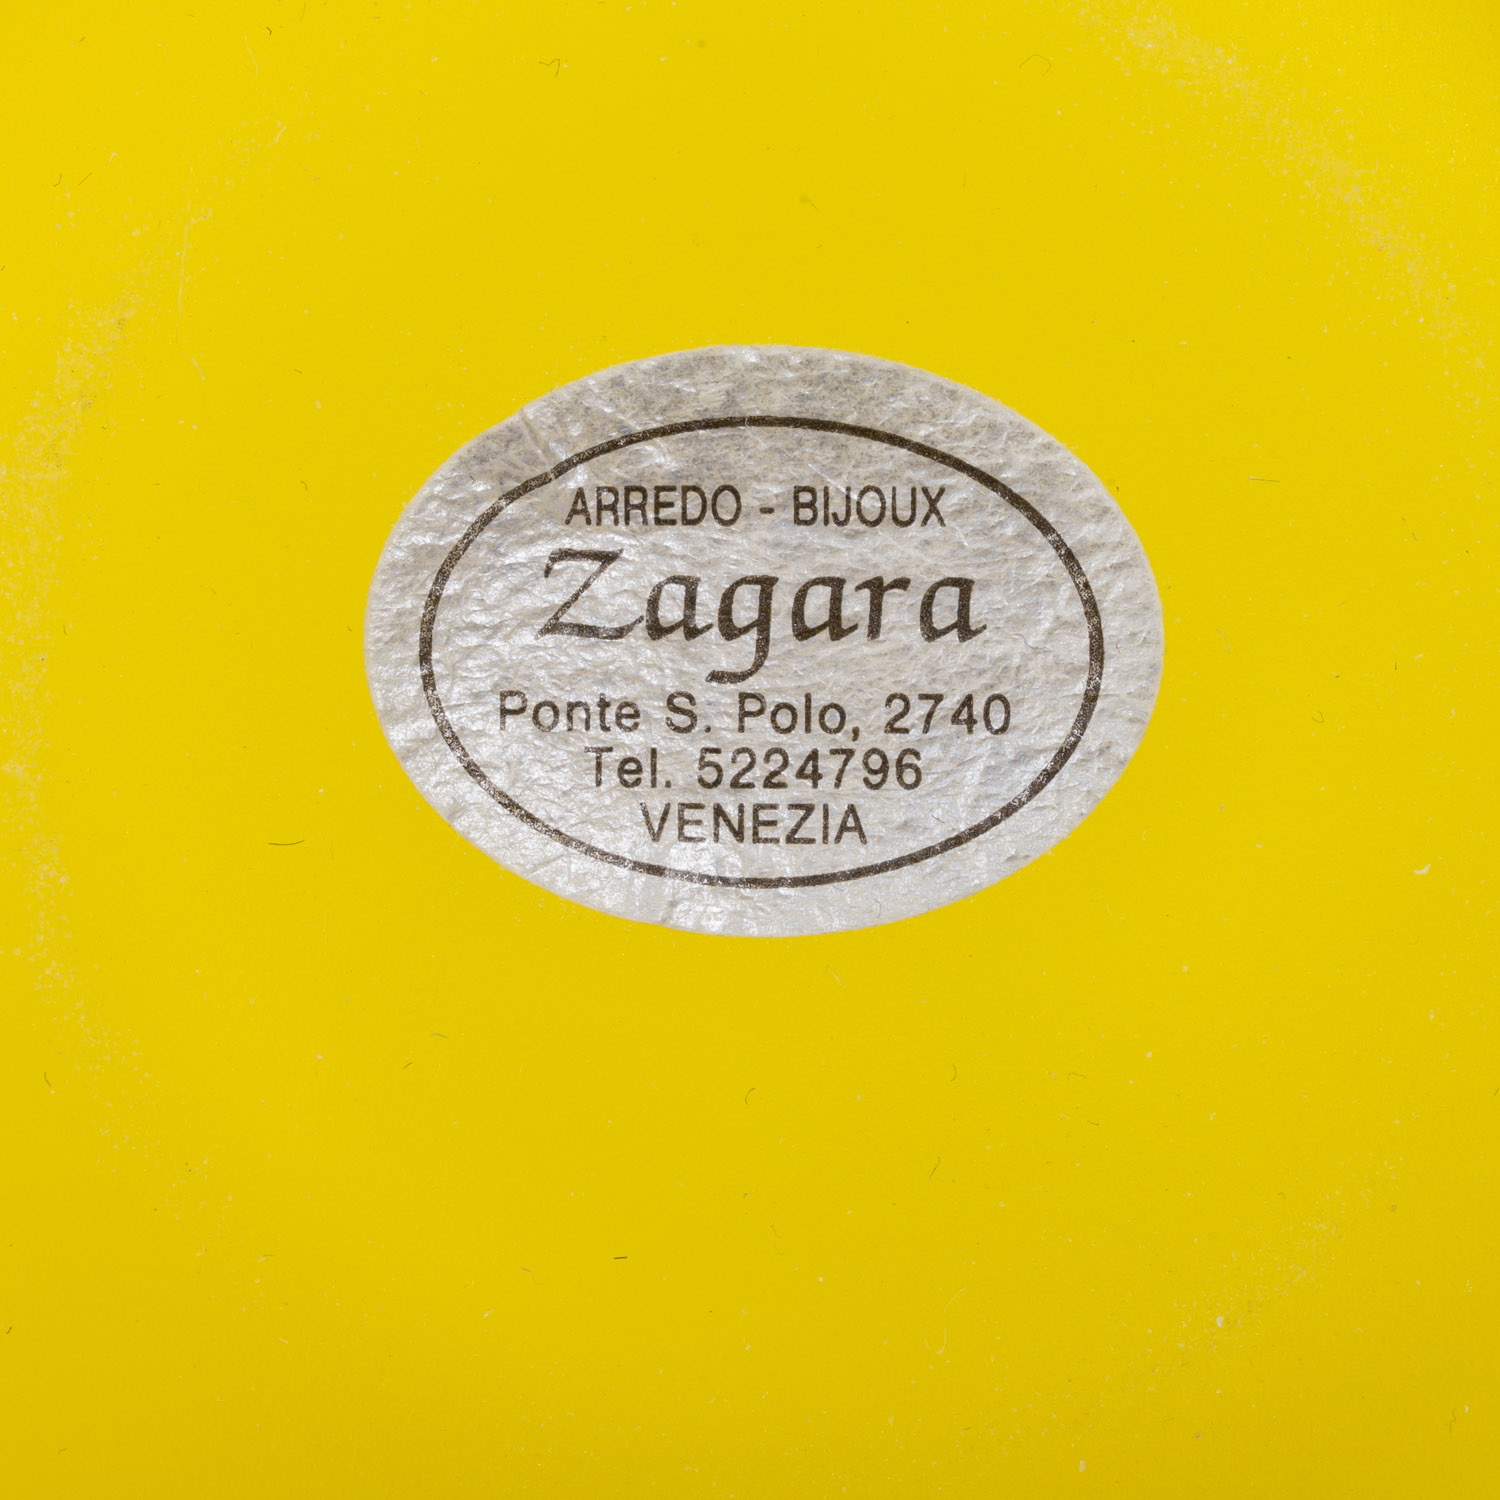 ARREDO - BIJOUX
Zagara
Ponte S. Polo, 2740
Tel. 5224796
VENEZIA